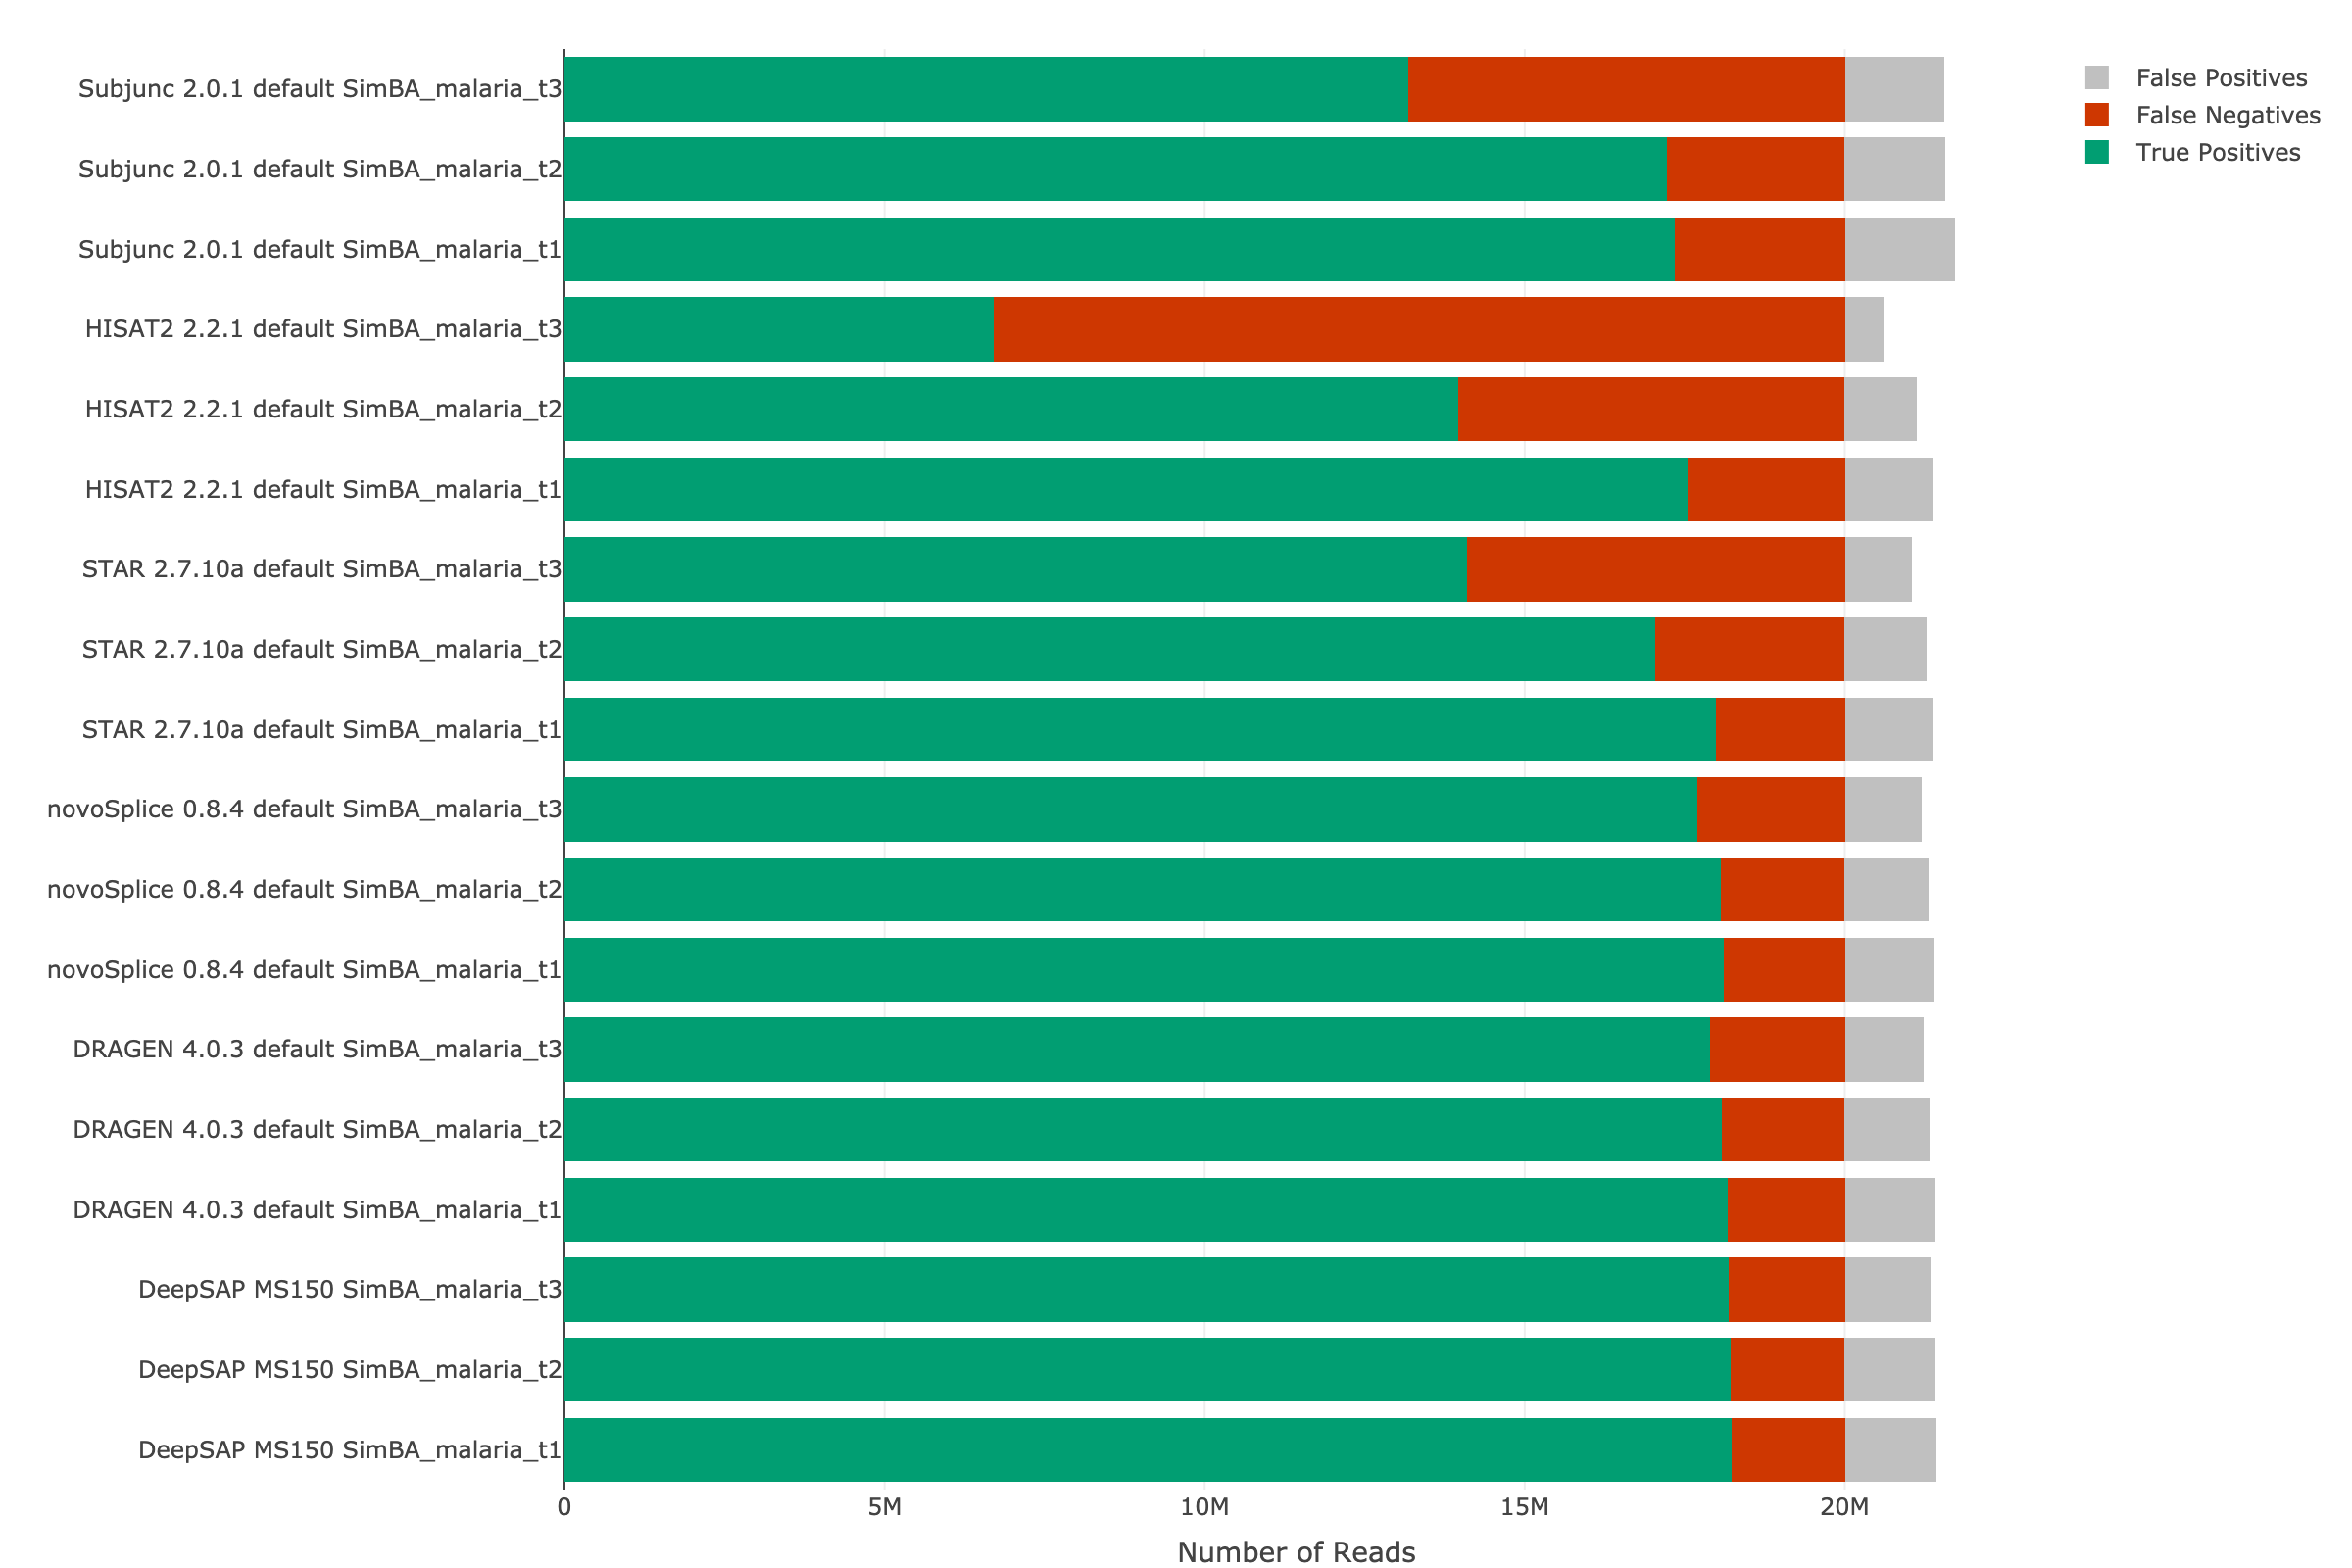 Subjunc 2.0.1 default SimBA_malaria_t3
Subjunc 2.0.1 default SimBA_malaria_t2
Subjunc 2.0.1 default SimBA_malaria_t1
HISAT2 2.2.1 default SimBA_malaria_t3
HISAT2 2.2.1 default SimBA_malaria_t2
HISAT2 2.2.1 default SimBA_malaria_t1
STAR 2.7.10a default SimBA_malaria_t3
STAR 2.7.10a default SimBA_malaria_t2
STAR 2.7.10a default SimBA_malaria_t1
novoSplice 0.8.4 default SimBA_malaria_t3
novoSplice 0.8.4 default SimBA_malaria_t2
novoSplice 0.8.4 default SimBA_malaria_t1
DRAGEN 4.0.3 default SimBA_malaria_t3
DRAGEN 4.0.3 default SimBA_malaria_t2
DRAGEN 4.0.3 default SimBA_malaria_t1
DeepSAP MS150 SimBA_malaria_t3
DeepSAP MS150 SimBA_malaria_t2
DeepSAP MS150 SimBA_malaria_t1
0 5M 10M 15M 20M
Number of Reads
False Positives
False Negatives
True Positives